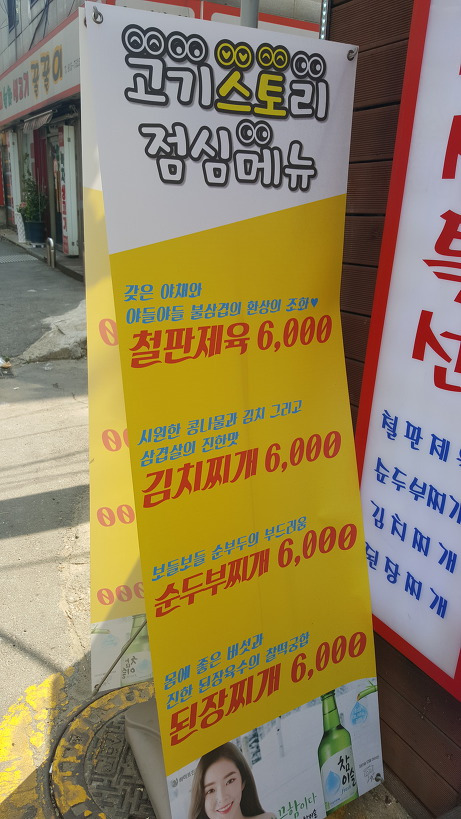 고기스토리
점심메뉴
갖은 야채와
야들야들 불삼겹의 환상의 조화♥
철판제육 6,000
시원한 콩나물과 김치 그리고
삼겹살의 진한맛
김치찌개 6,000
보들보들 순두부의 부드러움
순두부찌개 6,000
몸에 좋은 버섯과
진한 된장육수의 찰떡궁합
된장찌개 6,000
참이슬
철판제육
순두부찌개
김치찌개
된장찌개